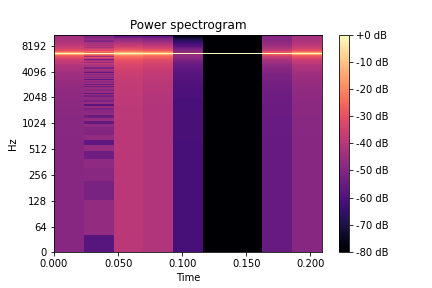 Power spectrogram
8192
4096
2048
1024
512
256
128
64
0
Hz
0.000
0.050
0.100
0.150
0.200
Time
+0 dB
-10 dB
-20 dB
-30 dB
-40 dB
-50 dB
-60 dB
-70 dB
-80 dB